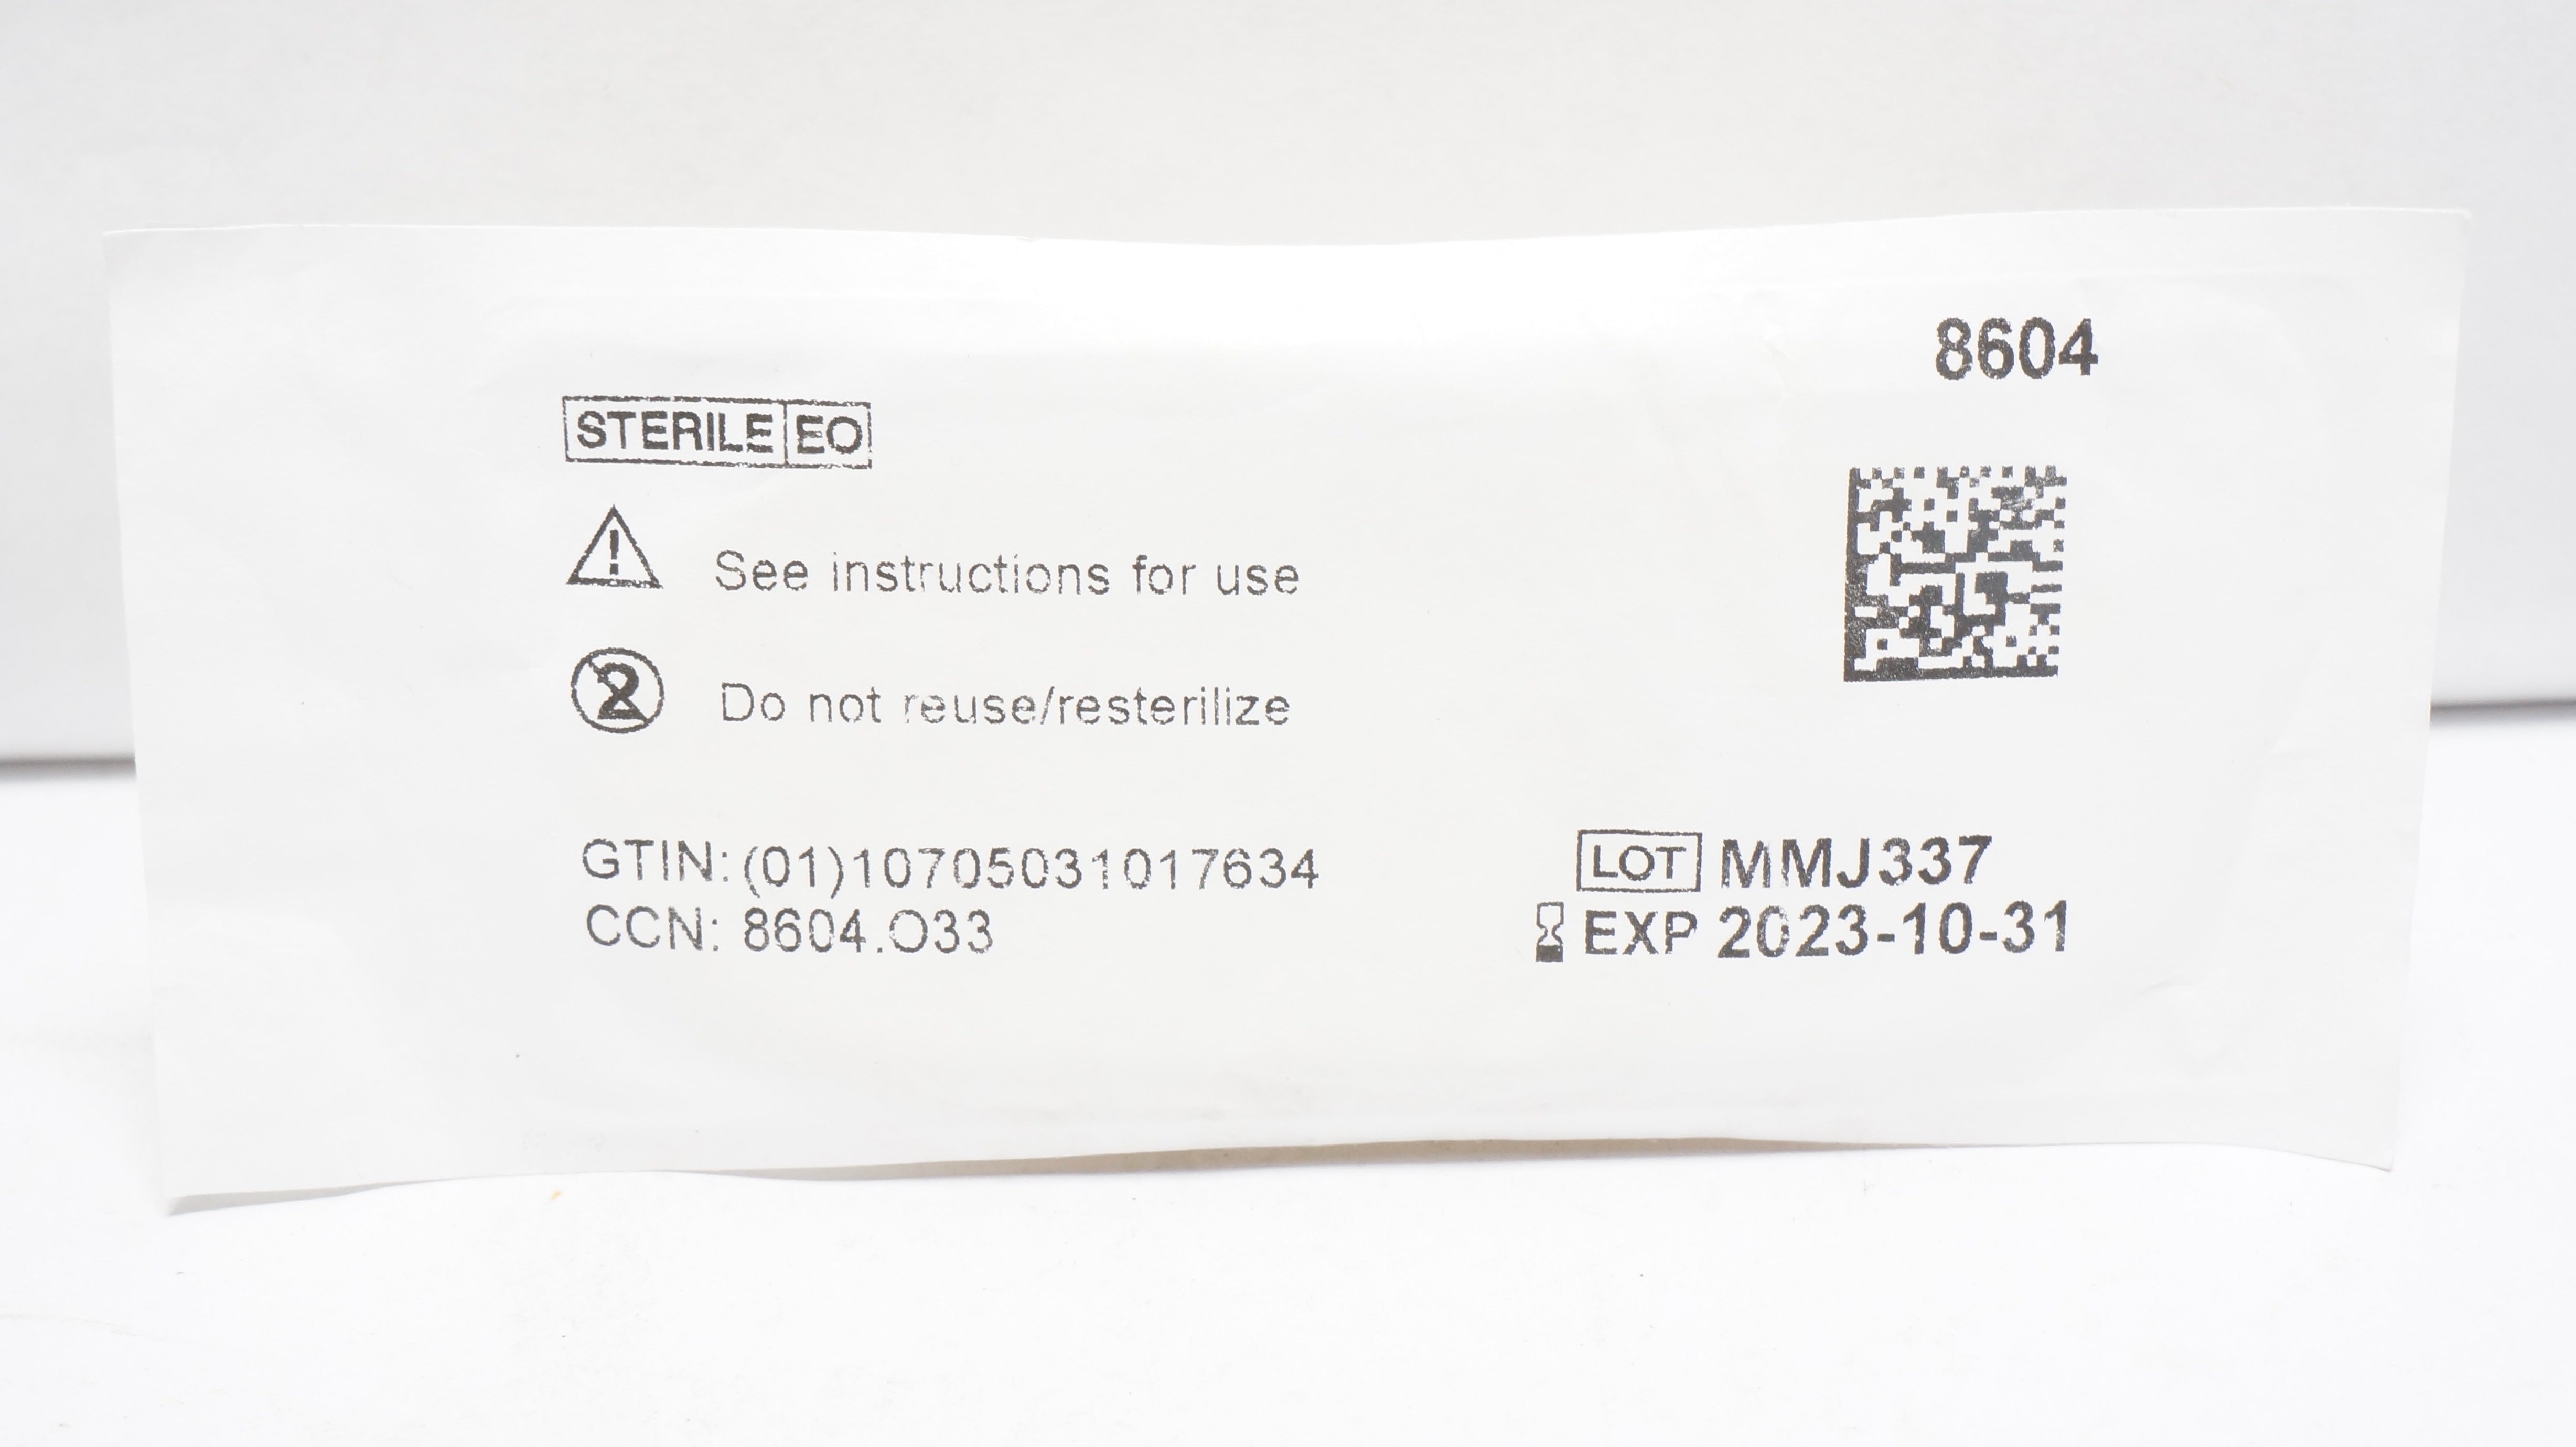 8604
STERILE EO
See instructions for use
2 Do not reuse/resterilize
GTIN: (01)10705031017634
CCN: 8604.O33
LOT MMJ337
EXP 2023-10-31